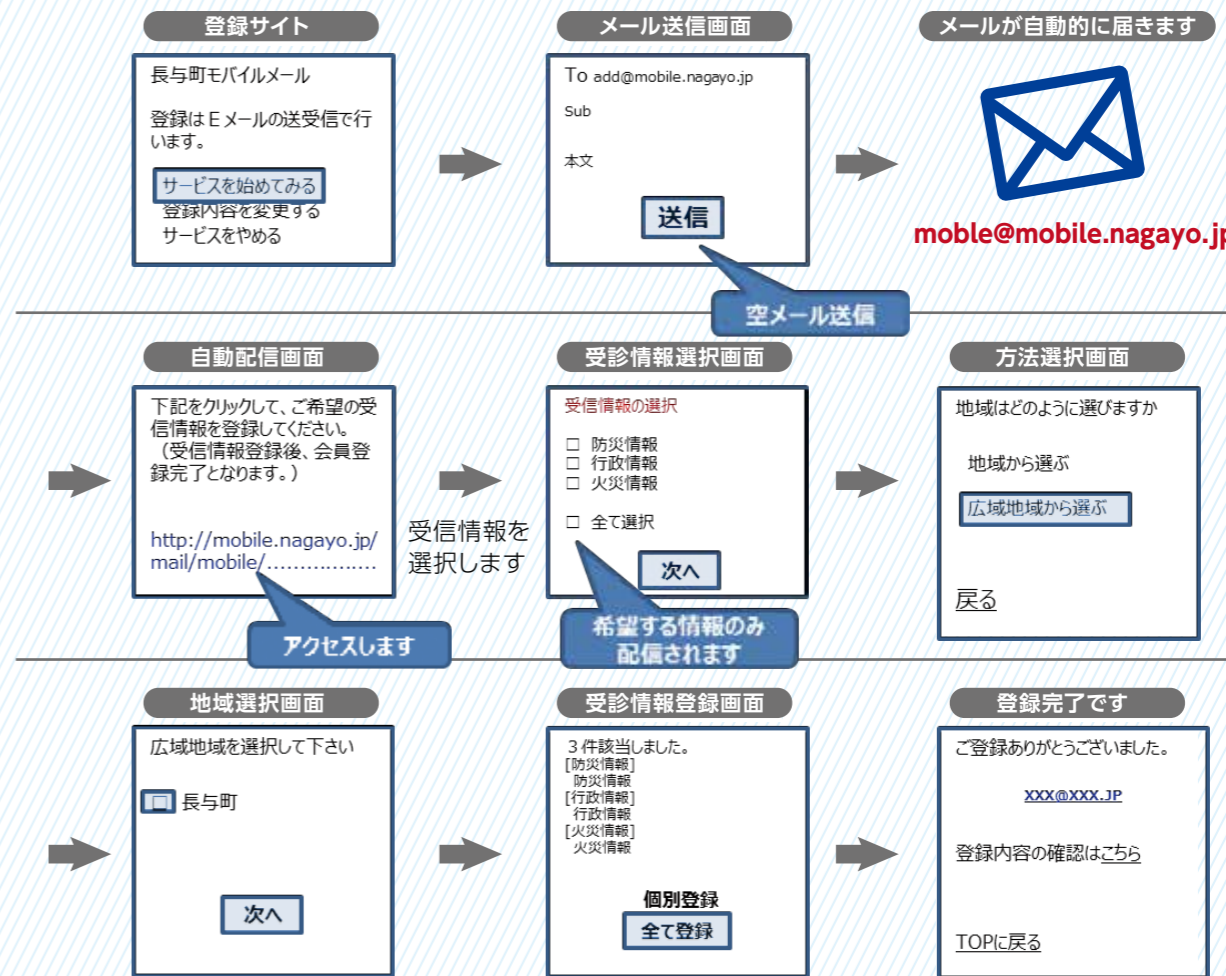 登録サイト
長与町モバイルメール
登録はEメールの送受信で行
います。
サービスを始めてみる
登録内容を変更する
サービスをやめる
メール送信画面
To add@mobile.nagayo.jp
Sub
本文
送信
空メール送信
メールが自動的に届きます
moble@mobile.nagayo.jp
自動配信画面
下記をクリックして、ご希望の受
信情報を登録してください。
(受信情報登録後、会員登
録完了となります。)
http://mobile.nagayo.jp/
mail/mobile/.................
アクセスします
受信情報を
選択します
受診情報選択画面
受信情報の選択
□ 防災情報
□ 行政情報
□ 火災情報
□ 全て選択
次へ
希望する情報のみ
配信されます
方法選択画面
地域はどのように選びますか
地域から選ぶ
広域地域から選ぶ
戻る
地域選択画面
広域地域を選択して下さい
□ 長与町
次へ
受診情報登録画面
3件該当しました。
[防災情報]
防災情報
[行政情報]
行政情報
[火災情報]
火災情報
個別登録
全て登録
登録完了です
ご登録ありがとうございました。
XXX@XXX.JP
登録内容の確認はこちら
TOPに戻る